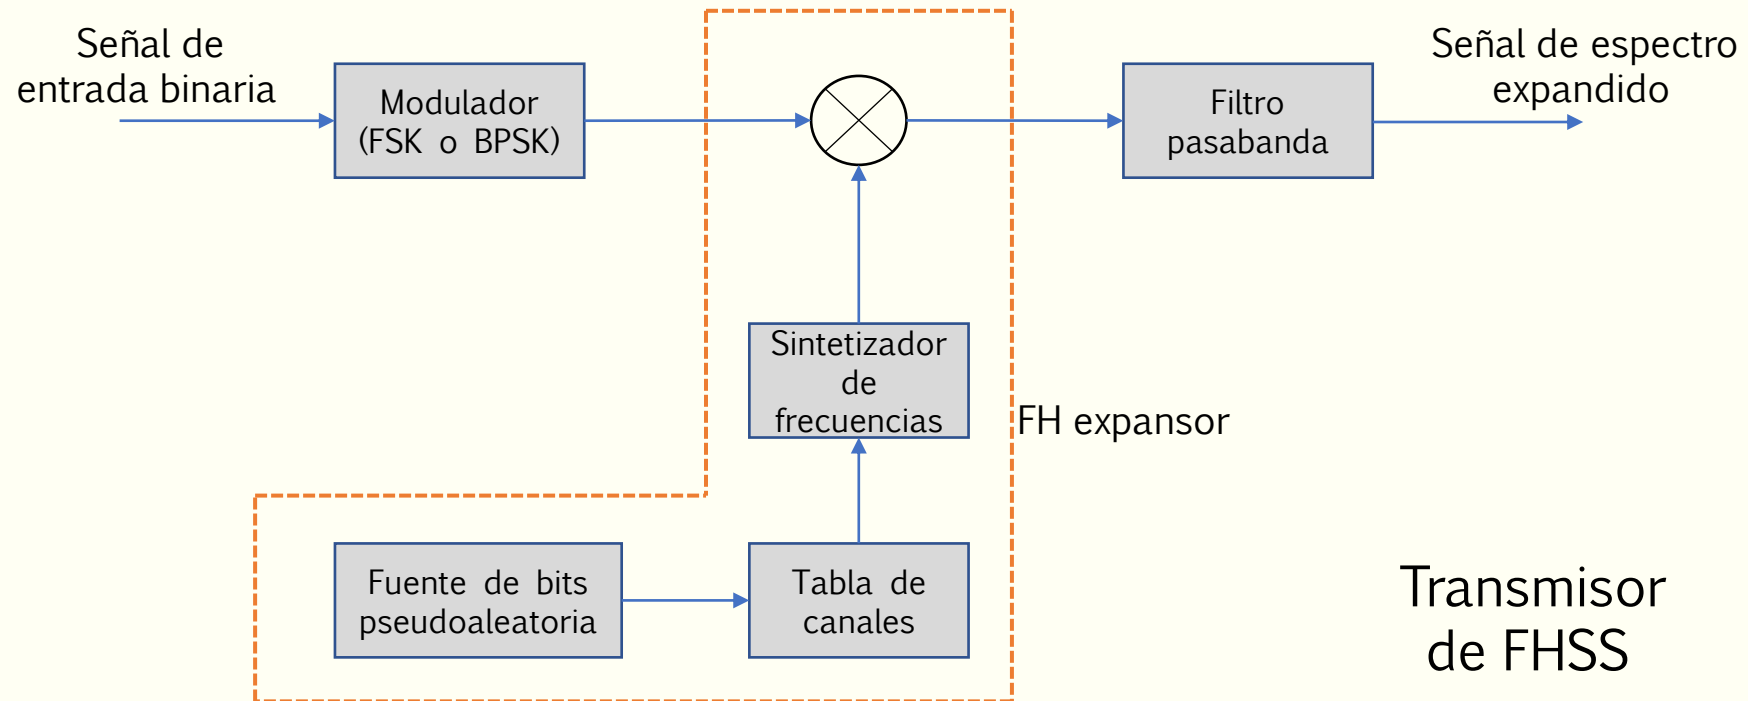 Señal de
entrada binaria
Modulador
(FSK o BPSK)
Filtro
pasabanda
Señal de espectro
expandido
Sintetizador
de
frecuencias
FH expansor
Fuente de bits
pseudoaleatoria
Tabla de
canales
Transmisor
de FHSS